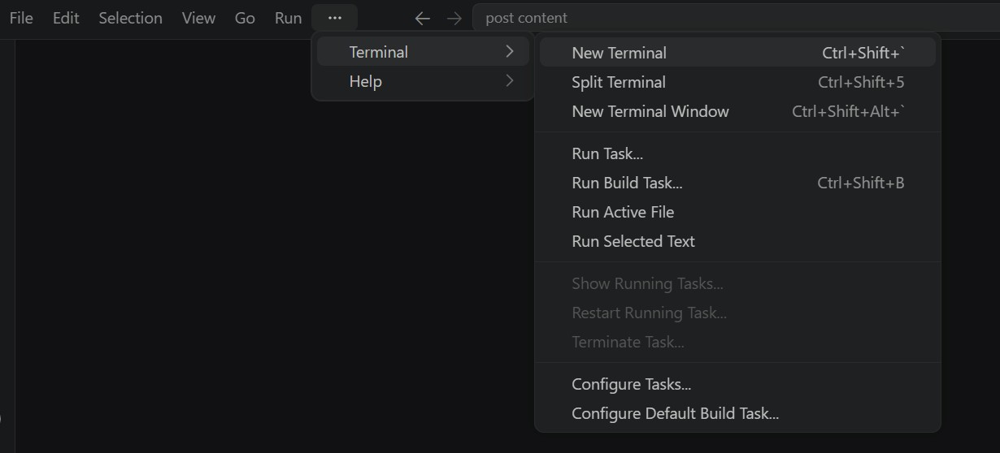 File Edit Selection View Go Run ... post content
Terminal
Help
New Terminal Ctrl+Shift+`
Split Terminal Ctrl+Shift+5
New Terminal Window Ctrl+Shift+Alt+`
Run Task...
Run Build Task... Ctrl+Shift+B
Run Active File
Run Selected Text
Show Running Tasks...
Restart Running Task...
Terminate Task...
Configure Tasks...
Configure Default Build Task...